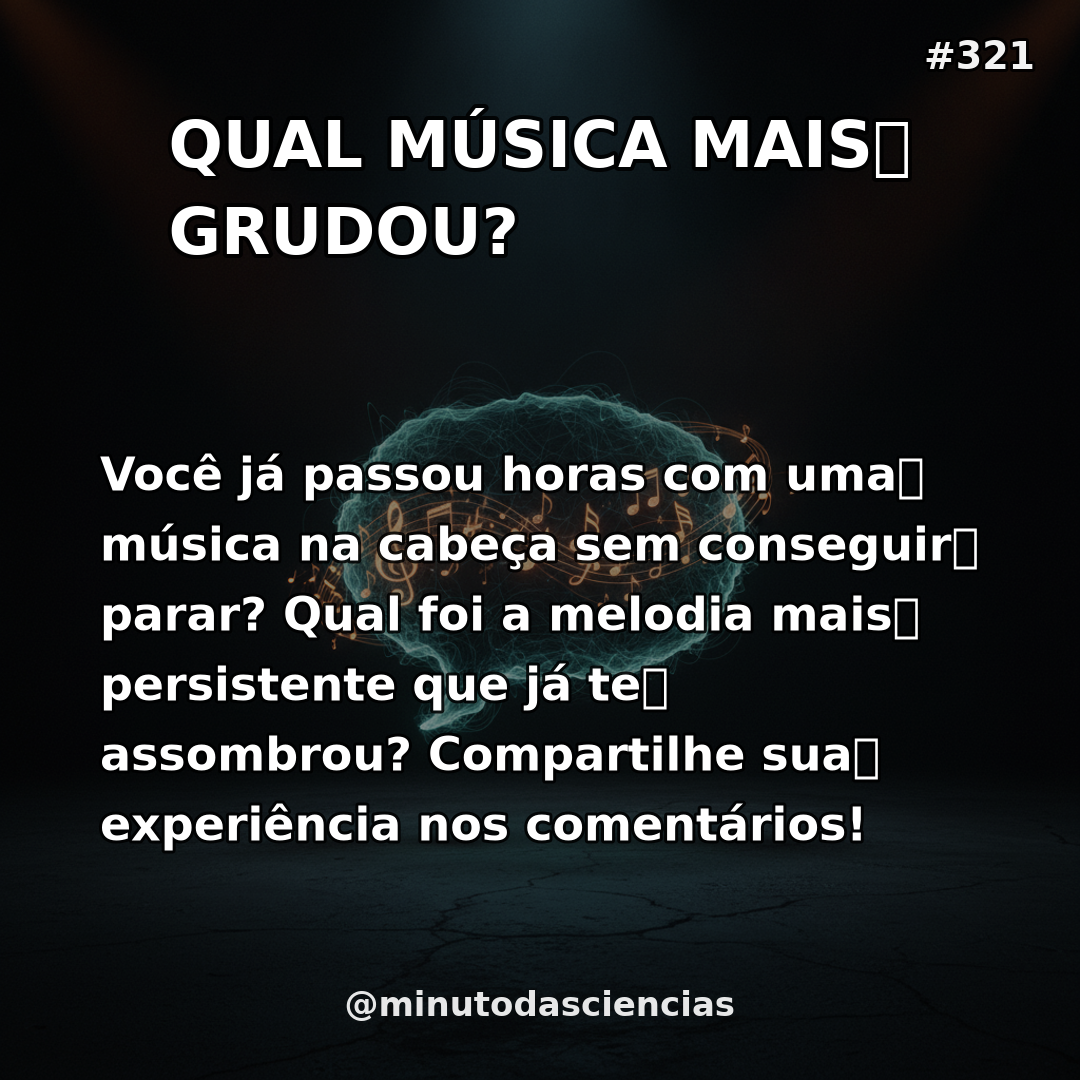 #321
QUAL MÚSICA MAIS▯
GRUDOU?
Você já passou horas com uma▯
música na cabeça sem conseguir▯
parar? Qual foi a melodia mais▯
persistente que já te▯
assombrou? Compartilhe sua▯
experiência nos comentários!
@minutodasciencias